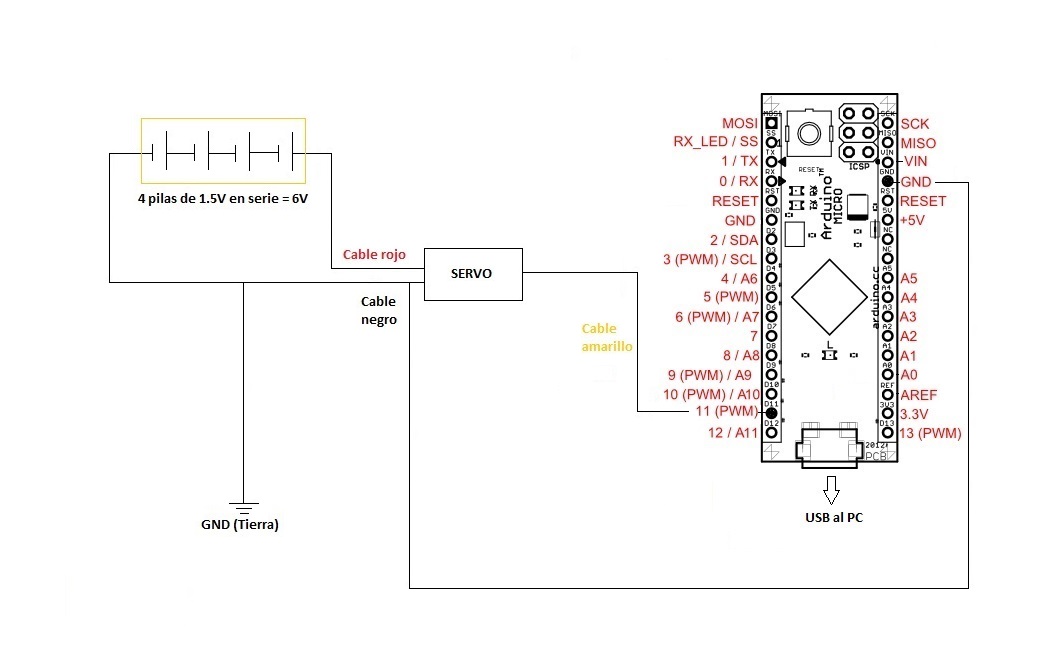 4 pilas de 1.5V en serie = 6V
Cable rojo
SERVO
Cable
negro
Cable
amarillo
GND (Tierra)
MOSI
RX_LED / SS
1 / TX
0 / RX
RESET
GND
2 / SDA
3 (PWM) / SCL
4 / A6
5 (PWM)
6 (PWM) / A7
7
8 / A8
9 (PWM) / A9
10 (PWM) / A10
11 (PWM)
12 / A11
MOSI
SS
TX
RX
RST
GND
D2
D3
D4
D5
D6
D7
D8
D9
D10
D11
D12
1
RESET
ICSP
TX
RX
Arduino™
MICRO
arduino.cc
L
2012
PCB
SCK
MISO
VIN
GND
RST
5V
NC
NC
A5
A4
A3
A2
A1
A0
REF
3V3
D13
SCK
MISO
VIN
GND
RESET
+5V
A5
A4
A3
A2
A1
A0
AREF
3.3V
13 (PWM)
USB al PC